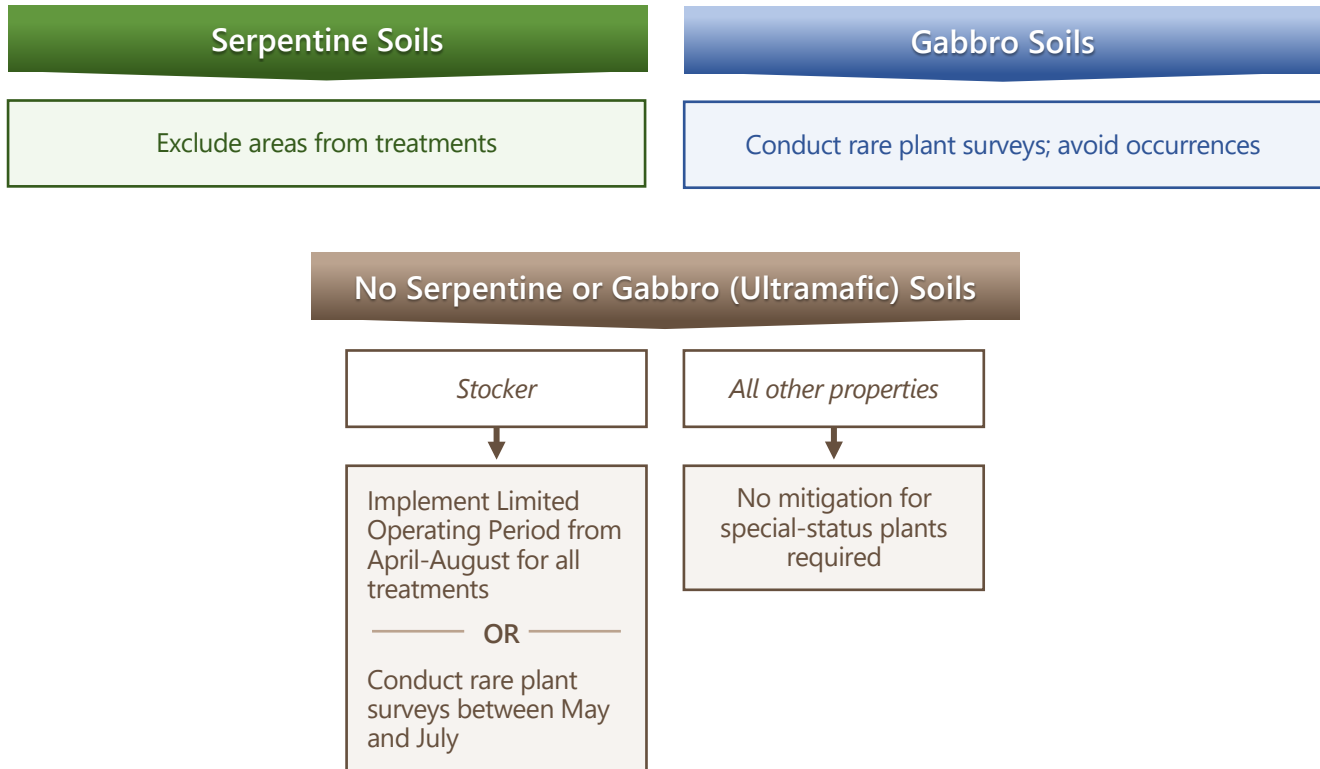 Serpentine Soils
Gabbro Soils
Exclude areas from treatments
Conduct rare plant surveys; avoid occurrences
No Serpentine or Gabbro (Ultramafic) Soils
Stocker
All other properties
Implement Limited
Operating Period from
April-August for all
treatments
OR
Conduct rare plant
surveys between May
and July
No mitigation for
special-status plants
required